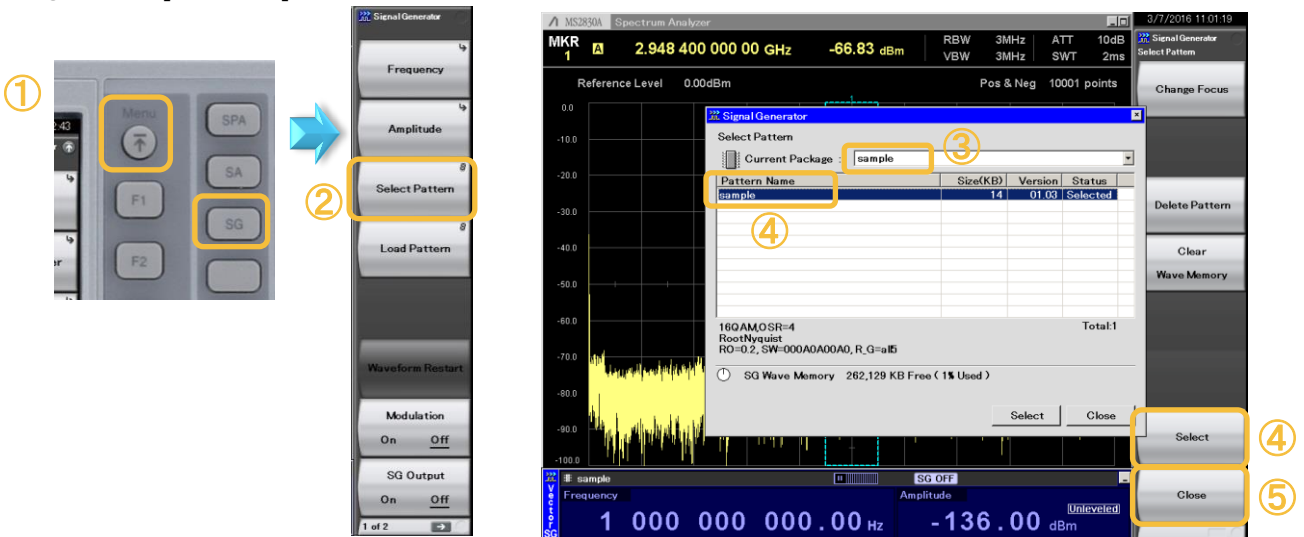 ①
Menu
SPA
SA
F1
SG
F2
2:43
er
②
Signal Generator
Frequency
Amplitude
Select Pattern
Load Pattern
Waveform Restart
Modulation
On Off
SG Output
On Off
1 of 2
MS2830A Spectrum Analyzer
3/7/2016 11:01:19
MKR
1
A
2.948 400 000 00 GHz
-66.83 dBm
RBW 3MHz
VBW 3MHz
ATT 10dB
SWT 2ms
Reference Level 0.00dBm
Pos & Neg 10001 points
0.0
-10.0
-20.0
-30.0
-40.0
-50.0
-60.0
-70.0
-80.0
-90.0
-100.0
Signal Generator
Select Pattern
Current Package : sample
③
Pattern Name Size(KB) Version Status
sample 14 01.03 Selected
④
16QAM,OSR=4
RootNyquist
RO=0.2, SW=000A0A00A0, R_G=all5
Total:1
SG Wave Memory 262,129 KB Free ( 1% Used )
Select Close
Vector SG
sample
SG OFF
Frequency
1 000 000 000.00 Hz
Amplitude
-136.00 dBm
Unleveled
Signal Generator
Select Pattern
Change Focus
Delete Pattern
Clear
Wave Memory
Select
④
Close
⑤